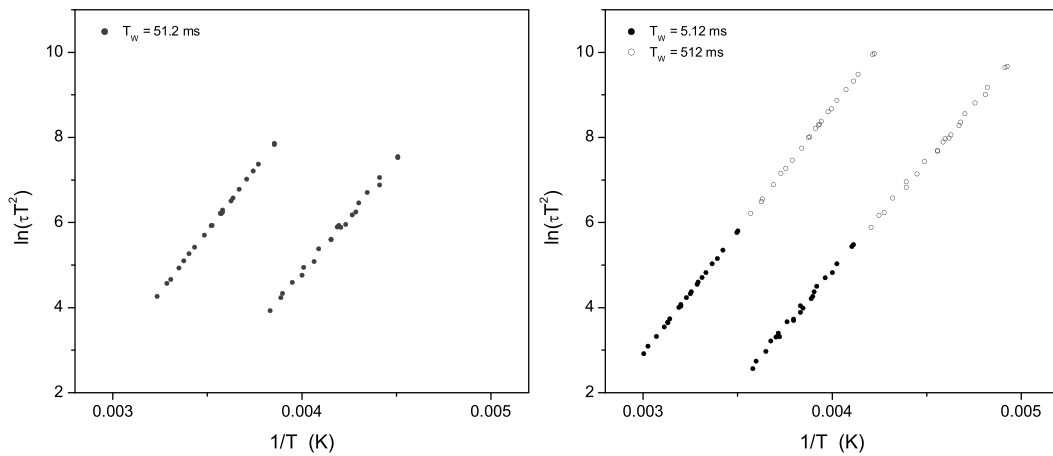 T_W = 51.2 ms
10
8
6
4
2
ln(τT²)
0.003
0.004
0.005
1/T (K)
T_W = 5.12 ms
T_W = 512 ms
10
8
6
4
2
ln(τT²)
0.003
0.004
0.005
1/T (K)